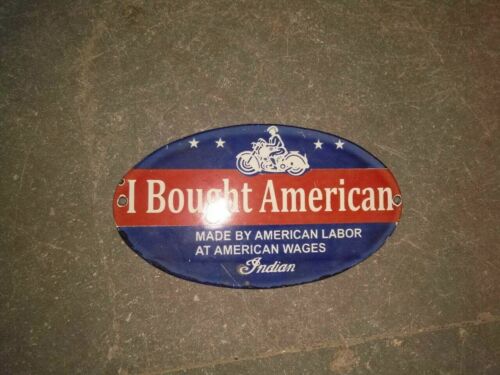 I Bought American
MADE BY AMERICAN LABOR
AT AMERICAN WAGES
Indian